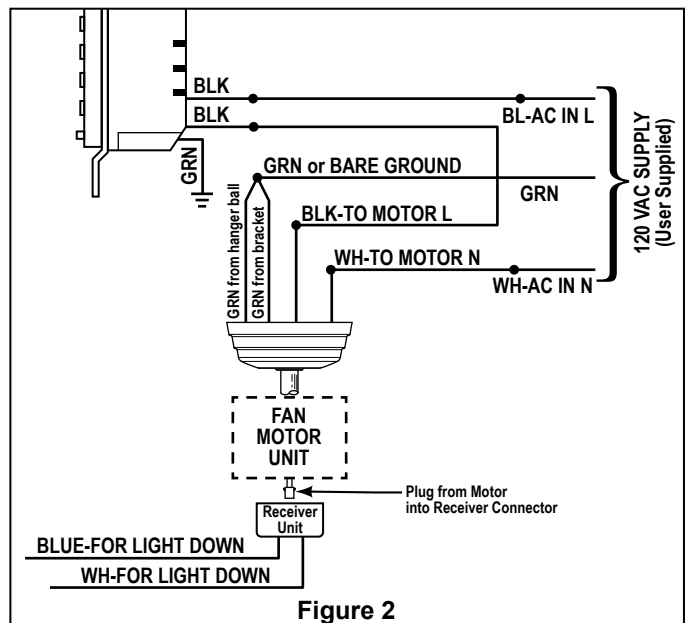 BLK
BLK
BL-AC IN L
GRN
GRN or BARE GROUND
GRN
120 VAC SUPPLY
(User Supplied)
GRN from hanger ball
GRN from bracket
BLK-TO MOTOR L
WH-TO MOTOR N
WH-AC IN N
FAN
MOTOR
UNIT
Plug from Motor
into Receiver Connector
Receiver
Unit
BLUE-FOR LIGHT DOWN
WH-FOR LIGHT DOWN
Figure 2